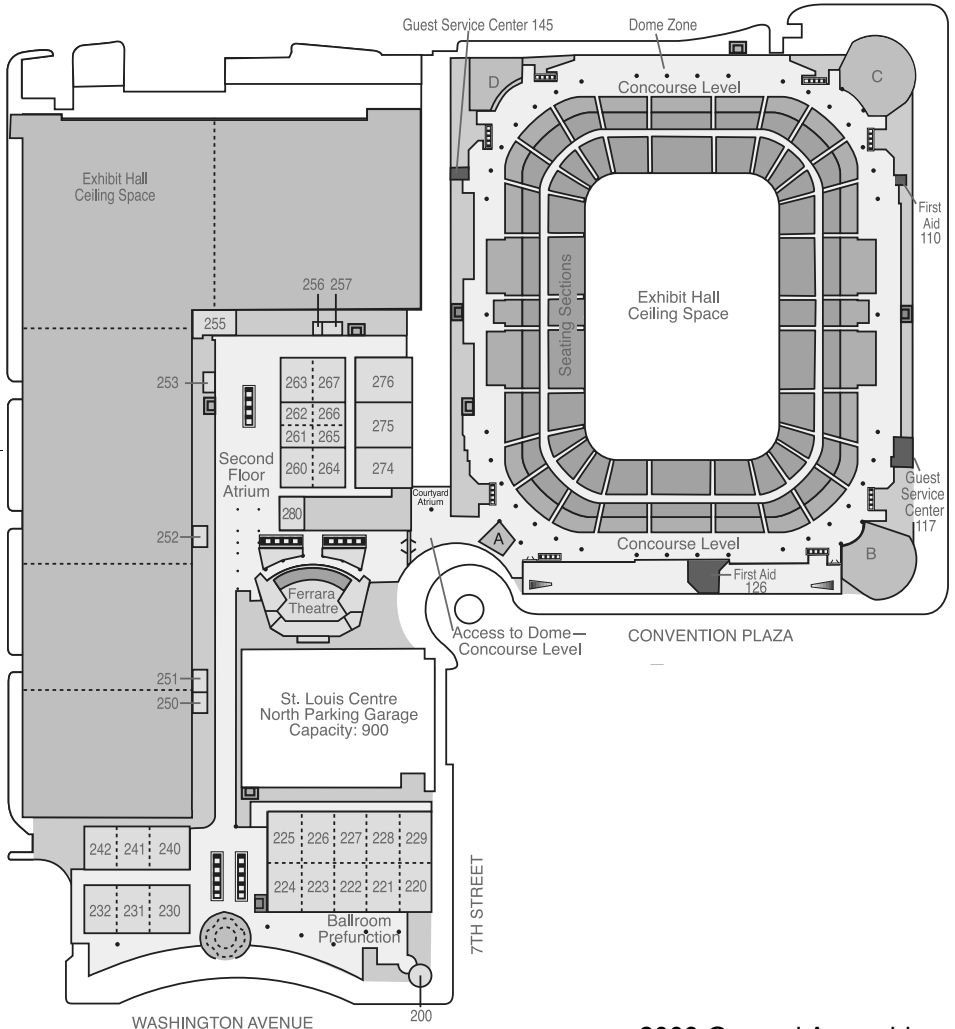 Guest Service Center 145
Dome Zone
D
C
Concourse Level
Exhibit Hall
Ceiling Space
First
Aid
110
256 257
255
Exhibit Hall
Ceiling Space
Seating Sections
253
263 267 276
262 266
275
261 265
260 264 274
Second
Floor
Atrium
Guest
Service
Center
117
Courtyard
Atrium
280
252
A
Concourse Level
B
First Aid
126
Ferrara
Theatre
Access to Dome—
Concourse Level
CONVENTION PLAZA
251
250
St. Louis Centre
North Parking Garage
Capacity: 900
225 226 227 228 229
242 241 240
224 223 222 221 220
232 231 230
7TH STREET
Ballroom
Prefunction
200
WASHINGTON AVENUE